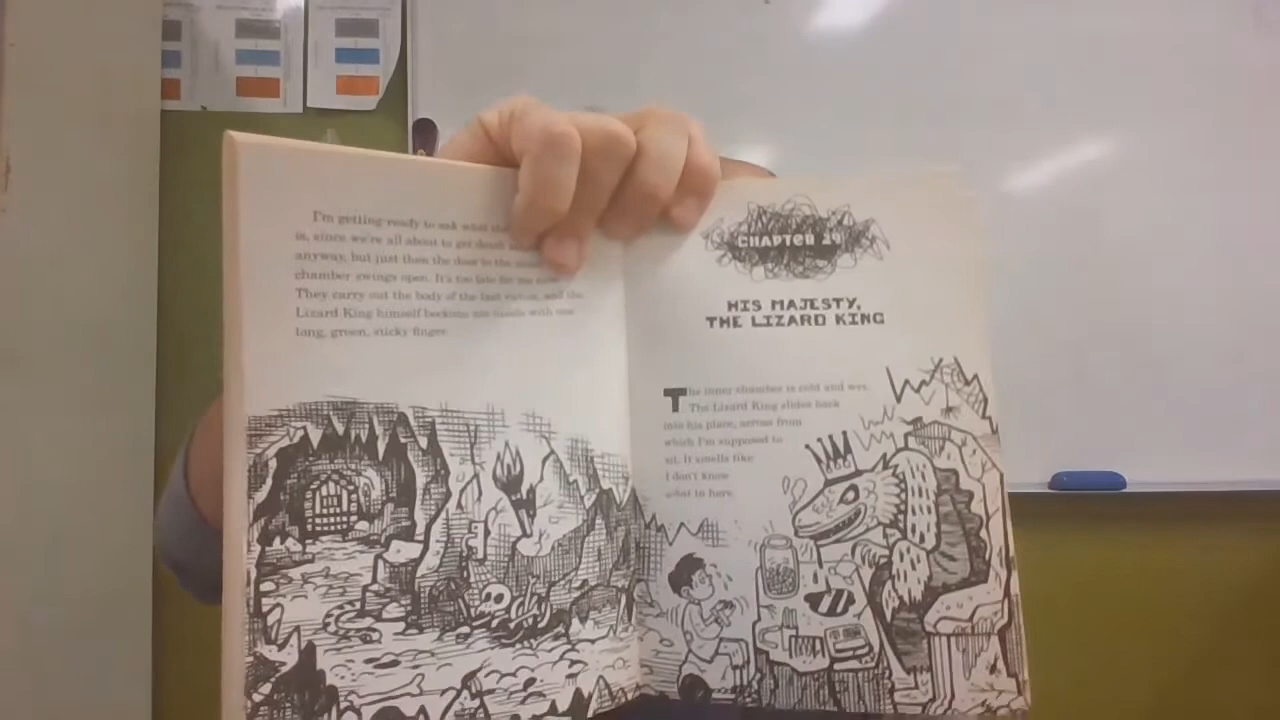 I'm getting ready to ask what
is, since we're all about to get
anyway, but just then the door to the
chamber swings open. It's too late for me now.
They carry out the body of the last victim, and the
Lizard King himself beckons me inside with one
long, green, sticky finger.
CHAPTER 29
HIS MAJESTY,
THE LIZARD KING
The inner chamber is cold and wet.
The Lizard King slides back
into his place, across from
which I'm supposed to
sit. It smells like
I don't know
what in here.